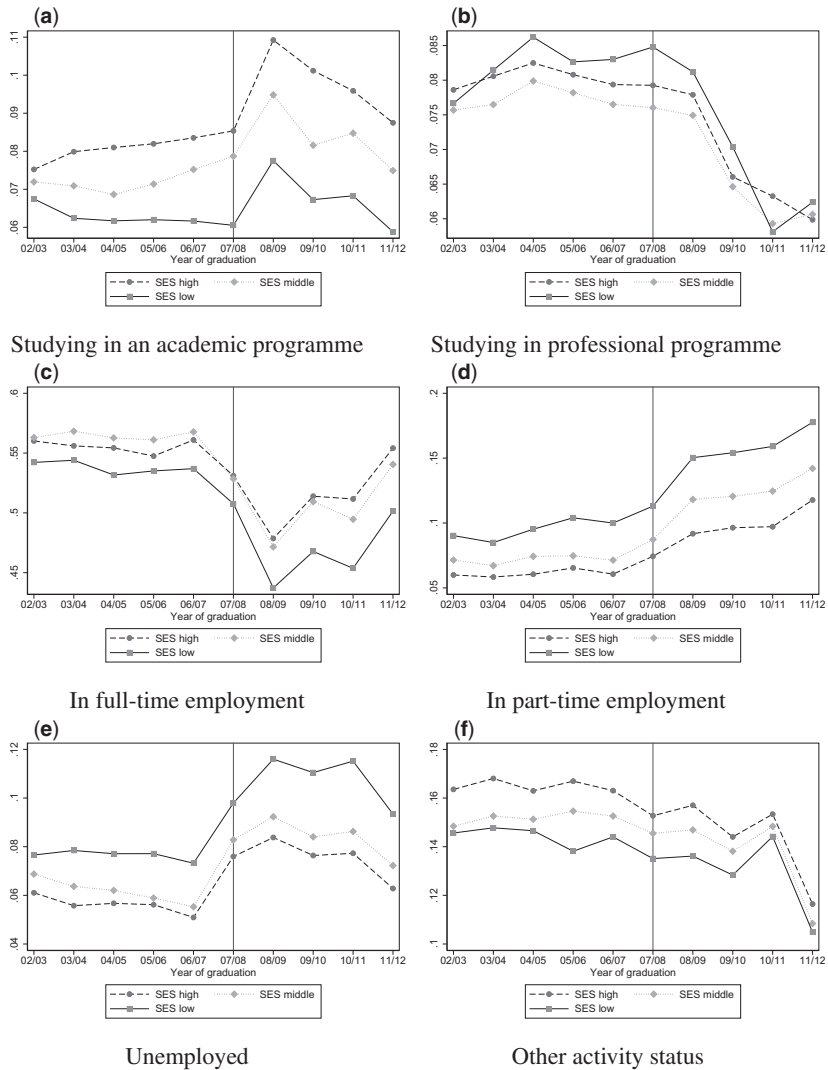 (a)
.11
.1
.09
.08
.07
.06
02/03 03/04 04/05 05/06 06/07 07/08 08/09 09/10 10/11 11/12
Year of graduation
SES high SES middle
SES low
Studying in an academic programme
(b)
.085
.08
.075
.07
.065
.06
02/03 03/04 04/05 05/06 06/07 07/08 08/09 09/10 10/11 11/12
Year of graduation
SES high SES middle
SES low
Studying in professional programme
(c)
.6
.55
.5
.45
02/03 03/04 04/05 05/06 06/07 07/08 08/09 09/10 10/11 11/12
Year of graduation
SES high SES middle
SES low
In full-time employment
(d)
.2
.15
.1
.05
02/03 03/04 04/05 05/06 06/07 07/08 08/09 09/10 10/11 11/12
Year of graduation
SES high SES middle
SES low
In part-time employment
(e)
.12
.1
.08
.06
.04
02/03 03/04 04/05 05/06 06/07 07/08 08/09 09/10 10/11 11/12
Year of graduation
SES high SES middle
SES low
Unemployed
(f)
.18
.16
.14
.12
.1
02/03 03/04 04/05 05/06 06/07 07/08 08/09 09/10 10/11 11/12
Year of graduation
SES high SES middle
SES low
Other activity status